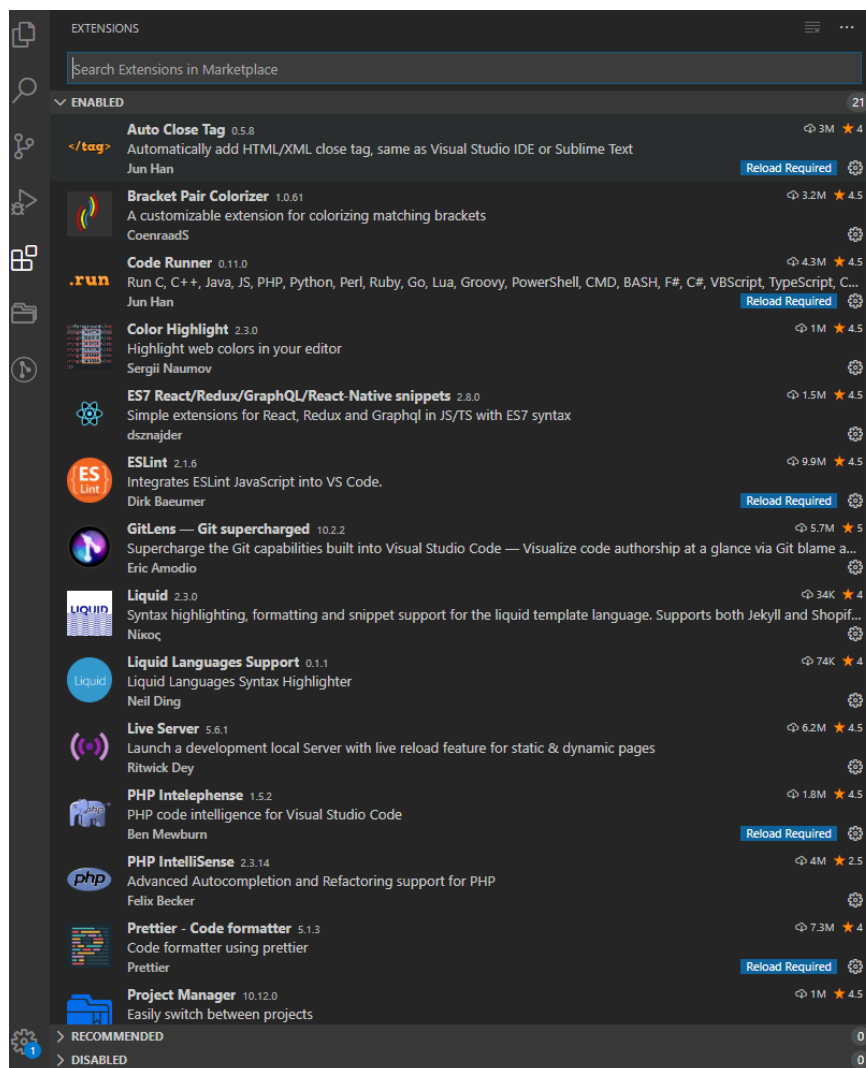 EXTENSIONS
Search Extensions in Marketplace
ENABLED 21
Auto Close Tag 0.5.8 3M 4
</tag> Automatically add HTML/XML close tag, same as Visual Studio IDE or Sublime Text
Jun Han Reload Required
Bracket Pair Colorizer 1.0.61 3.2M 4.5
A customizable extension for colorizing matching brackets
CoenraadS
Code Runner 0.11.0 4.3M 4.5
.run Run C, C++, Java, JS, PHP, Python, Perl, Ruby, Go, Lua, Groovy, PowerShell, CMD, BASH, F#, C#, VBScript, TypeScript, C...
Jun Han Reload Required
Color Highlight 2.3.0 1M 4.5
Highlight web colors in your editor
Sergii Naumov
ES7 React/Redux/GraphQL/React-Native snippets 2.8.0 1.5M 4.5
Simple extensions for React, Redux and Graphql in JS/TS with ES7 syntax
dsznajder
ESLint 2.1.6 9.9M 4.5
ES Lint Integrates ESLint JavaScript into VS Code.
Dirk Baeumer Reload Required
GitLens — Git supercharged 10.2.2 5.7M 5
Supercharge the Git capabilities built into Visual Studio Code — Visualize code authorship at a glance via Git blame a...
Eric Amodio
Liquid 2.3.0 34K 4
LIQUID Syntax highlighting, formatting and snippet support for the liquid template language. Supports both Jekyll and Shopif...
Νίκος
Liquid Languages Support 0.1.1 74K 4
Liquid Liquid Languages Syntax Highlighter
Neil Ding
Live Server 5.6.1 6.2M 4.5
Launch a development local Server with live reload feature for static & dynamic pages
Ritwick Dey
PHP Intelephense 1.5.2 1.8M 4.5
php PHP code intelligence for Visual Studio Code
Ben Mewburn Reload Required
PHP IntelliSense 2.3.14 4M 2.5
php Advanced Autocompletion and Refactoring support for PHP
Felix Becker
Prettier - Code formatter 5.1.3 7.3M 4
Code formatter using prettier
Prettier Reload Required
Project Manager 10.12.0 1M 4.5
Easily switch between projects
RECOMMENDED 0
1
DISABLED 0